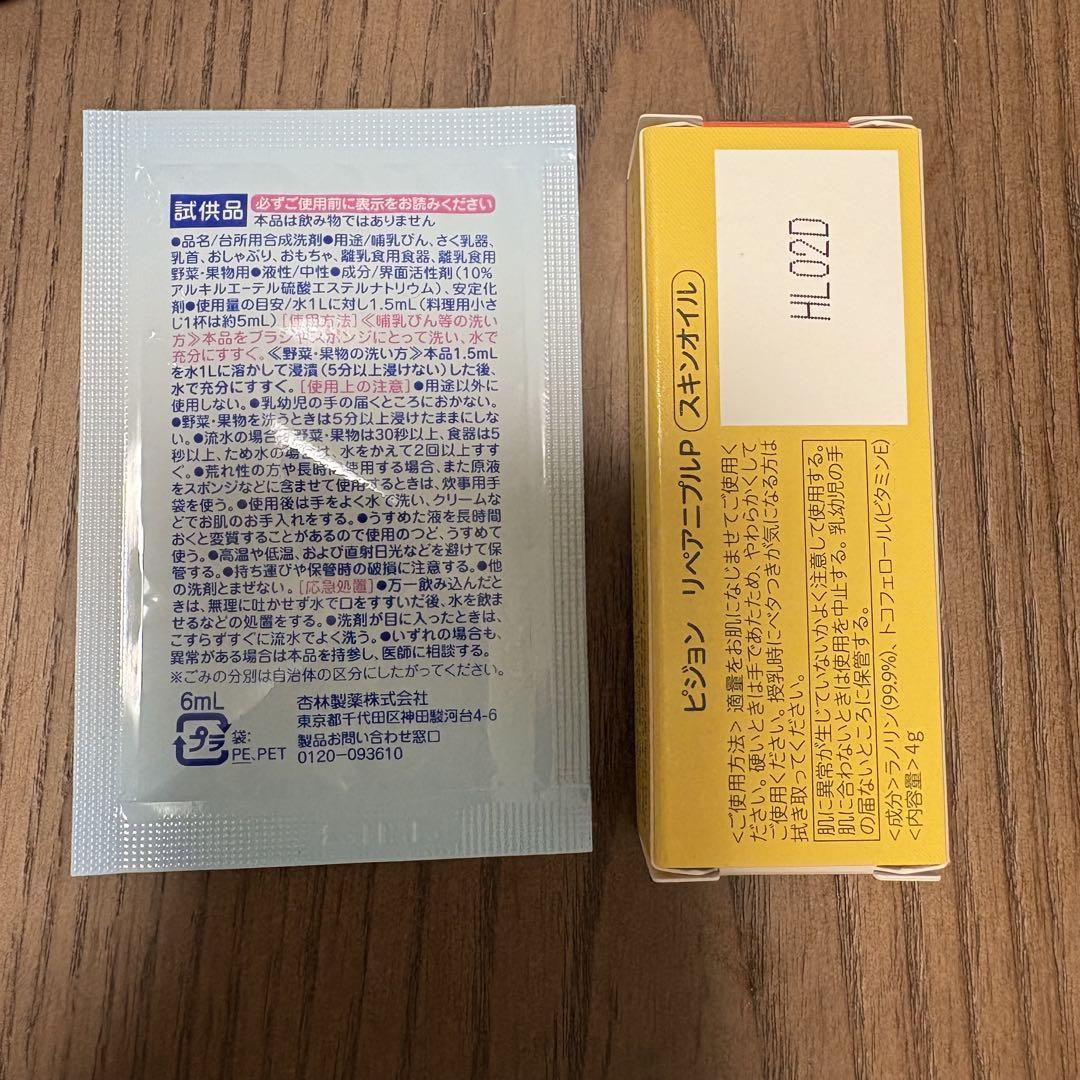 試供品
必ずご使用前に表示をお読みください
本品は飲み物ではありません
●品名/台所用合成洗剤●用途/哺乳びん、さく乳器、
乳首、おしゃぶり、おもちゃ、離乳食用食器、離乳食用
野菜・果物用●液性/中性●成分/界面活性剤(10%
アルキルエーテル硫酸エステルナトリウム)、安定化
剤●使用量の目安/水1Lに対し1.5mL(料理用小さ
じ1杯は約5mL)[使用方法]≪哺乳びん等の洗い
方≫本品をブラシやスポンジにとって洗い、水で
充分にすすぐ。≪野菜・果物の洗い方≫本品1.5mL
を水1Lに溶かして浸漬(5分以上浸けない)した後、
水で充分にすすぐ。[使用上の注意]●用途以外に
使用しない。●乳幼児の手の届くところにおかない。
●野菜・果物を洗うときは5分以上浸けたままにしな
い。●流水の場合、野菜・果物は30秒以上、食器は5
秒以上、ため水の場合は、水をかえて2回以上すす
ぐ。●荒れ性の方や長時間使用する場合、また原液
をスポンジなどに含ませて使用するときは、炊事用手
袋を使う。●使用後は手をよく水で洗い、クリームな
どでお肌のお手入れをする。●うすめた液を長時間
おくと変質することがあるので使用のつど、うすめて
使う。●高温や低温、および直射日光などを避けて保
管する。●持ち運びや保管時の破損に注意する。●他
の洗剤とまぜない。[応急処置]●万一飲み込んだと
きは、無理に吐かせず水で口をすすいだ後、水を飲ま
せるなどの処置をする。●洗剤が目に入ったときは、
こすらずすぐに流水でよく洗う。●いずれの場合も、
異常がある場合は本品を持参し、医師に相談する。
※ごみの分別は自治体の区分にしたがってください。
6mL
プラ
袋:
PE、PET
杏林製薬株式会社
東京都千代田区神田駿河台4-6
製品お問い合わせ窓口
0120-093610
HL02D
ピジョン リペアニプルP スキンオイル
<ご使用方法> 適量をお肌になじませてご使用く
ださい。硬いときは手であたため、やわらかくして
ご使用ください。授乳時にベタつきが気になる方は
拭き取ってください。
肌に異常が生じていないかよく注意して使用する。
肌に合わないときは使用を中止する。乳幼児の手
の届ないところに保管する。
<成分>ラノリン(99.9%)、トコフェロール(ビタミンE)
<内容量>4g